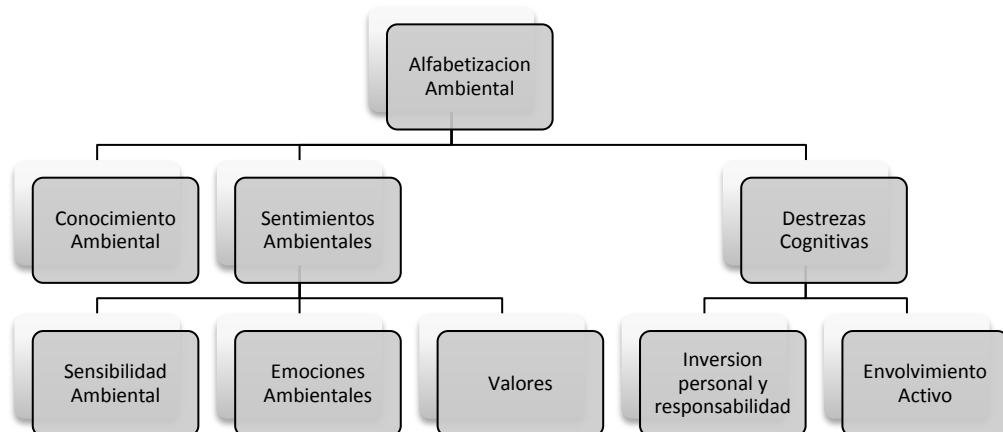 Alfabetizacion
Ambiental
Conocimiento
Ambiental
Sentimientos
Ambientales
Destrezas
Cognitivas
Sensibilidad
Ambiental
Emociones
Ambientales
Valores
Inversion
personal y
responsabilidad
Envolvimiento
Activo